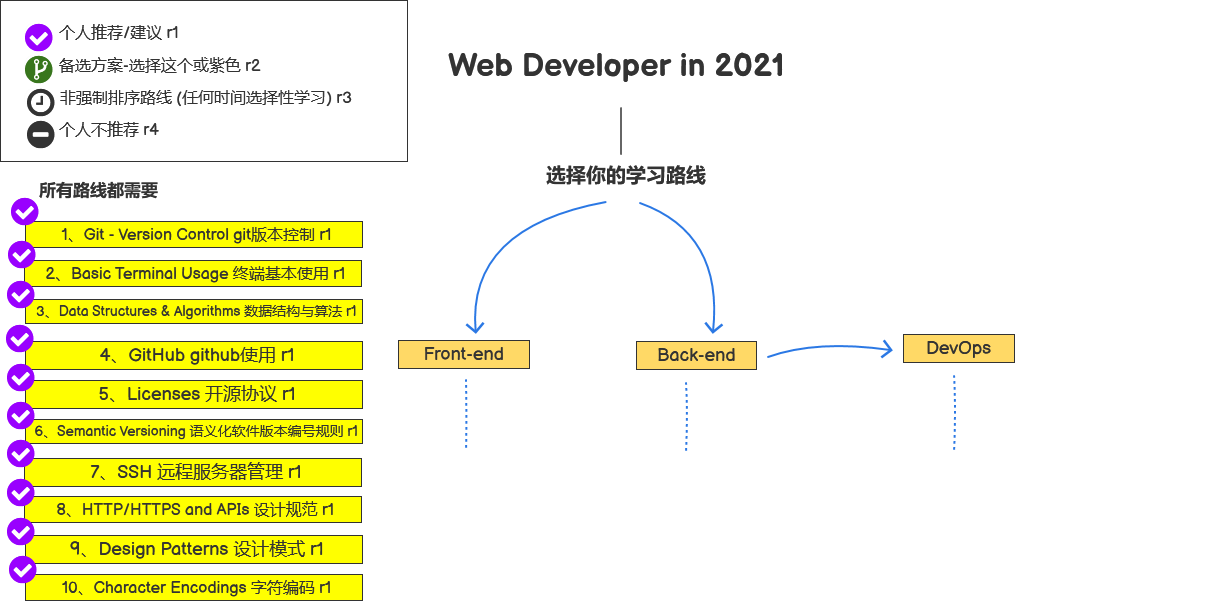 个人推荐/建议 r1
备选方案-选择这个或紫色 r2
非强制排序路线 (任何时间选择性学习) r3
个人不推荐 r4
Web Developer in 2021
选择你的学习路线
所有路线都需要
1、Git - Version Control git版本控制 r1
2、Basic Terminal Usage 终端基本使用 r1
3、Data Structures & Algorithms 数据结构与算法 r1
4、GitHub github使用 r1
5、Licenses 开源协议 r1
6、Semantic Versioning 语义化软件版本编号规则 r1
7、SSH 远程服务器管理 r1
8、HTTP/HTTPS and APIs 设计规范 r1
9、Design Patterns 设计模式 r1
10、Character Encodings 字符编码 r1
Front-end
Back-end
DevOps